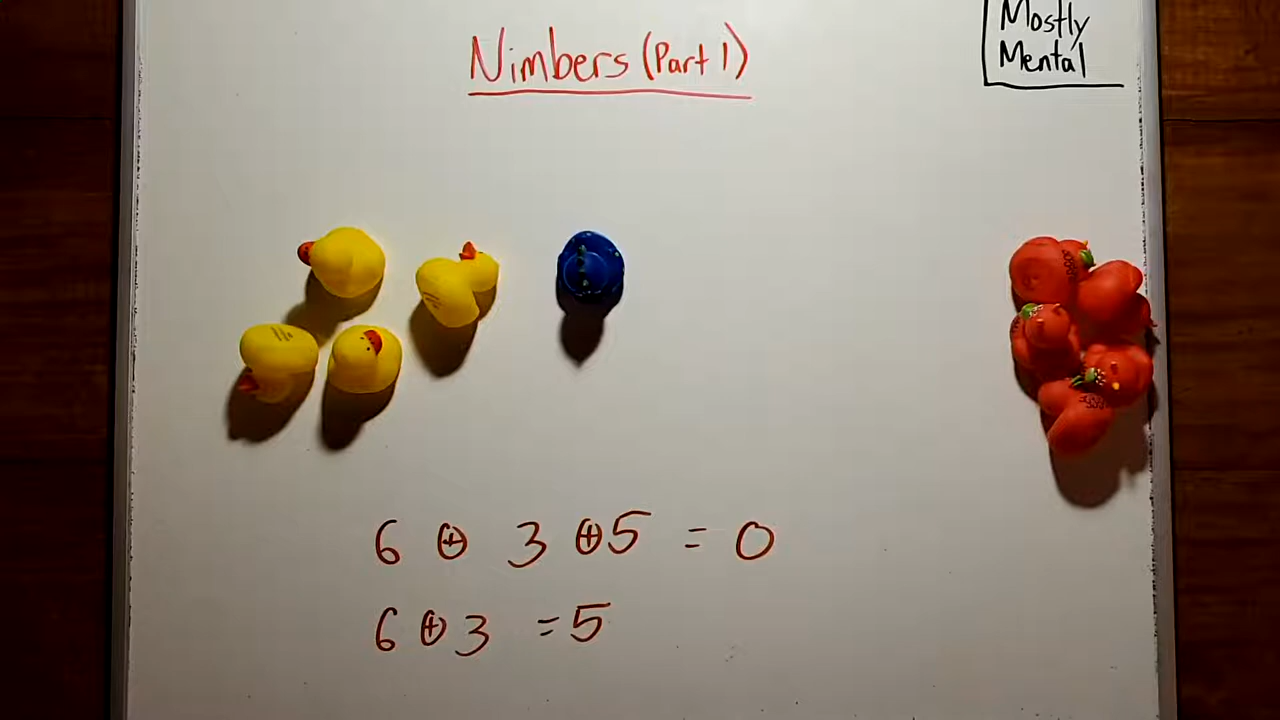 Nimbers (Part 1)
Mostly
Mental
6 ⊕ 3 ⊕ 5 = 0
6 ⊕ 3 = 5